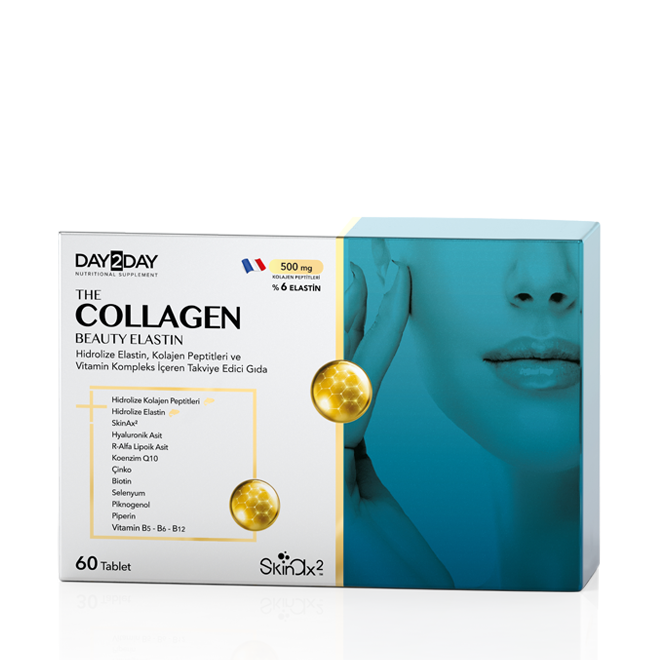 DAY2DAY
NUTRITIONAL SUPPLEMENT
500 mg
KOLAJEN PEPTİTLERİ
% 6 ELASTİN
THE
COLLAGEN
BEAUTY ELASTIN
Hidrolize Elastin, Kolajen Peptitleri ve
Vitamin Kompleks İçeren Takviye Edici Gıda
Hidrolize Kolajen Peptitleri
Hidrolize Elastin
SkinAx²
Hyaluronik Asit
R-Alfa Lipoik Asit
Koenzim Q10
Çinko
Biotin
Selenyum
Piknogenol
Piperin
Vitamin B5 - B6 - B12
60 Tablet
SkinAx2